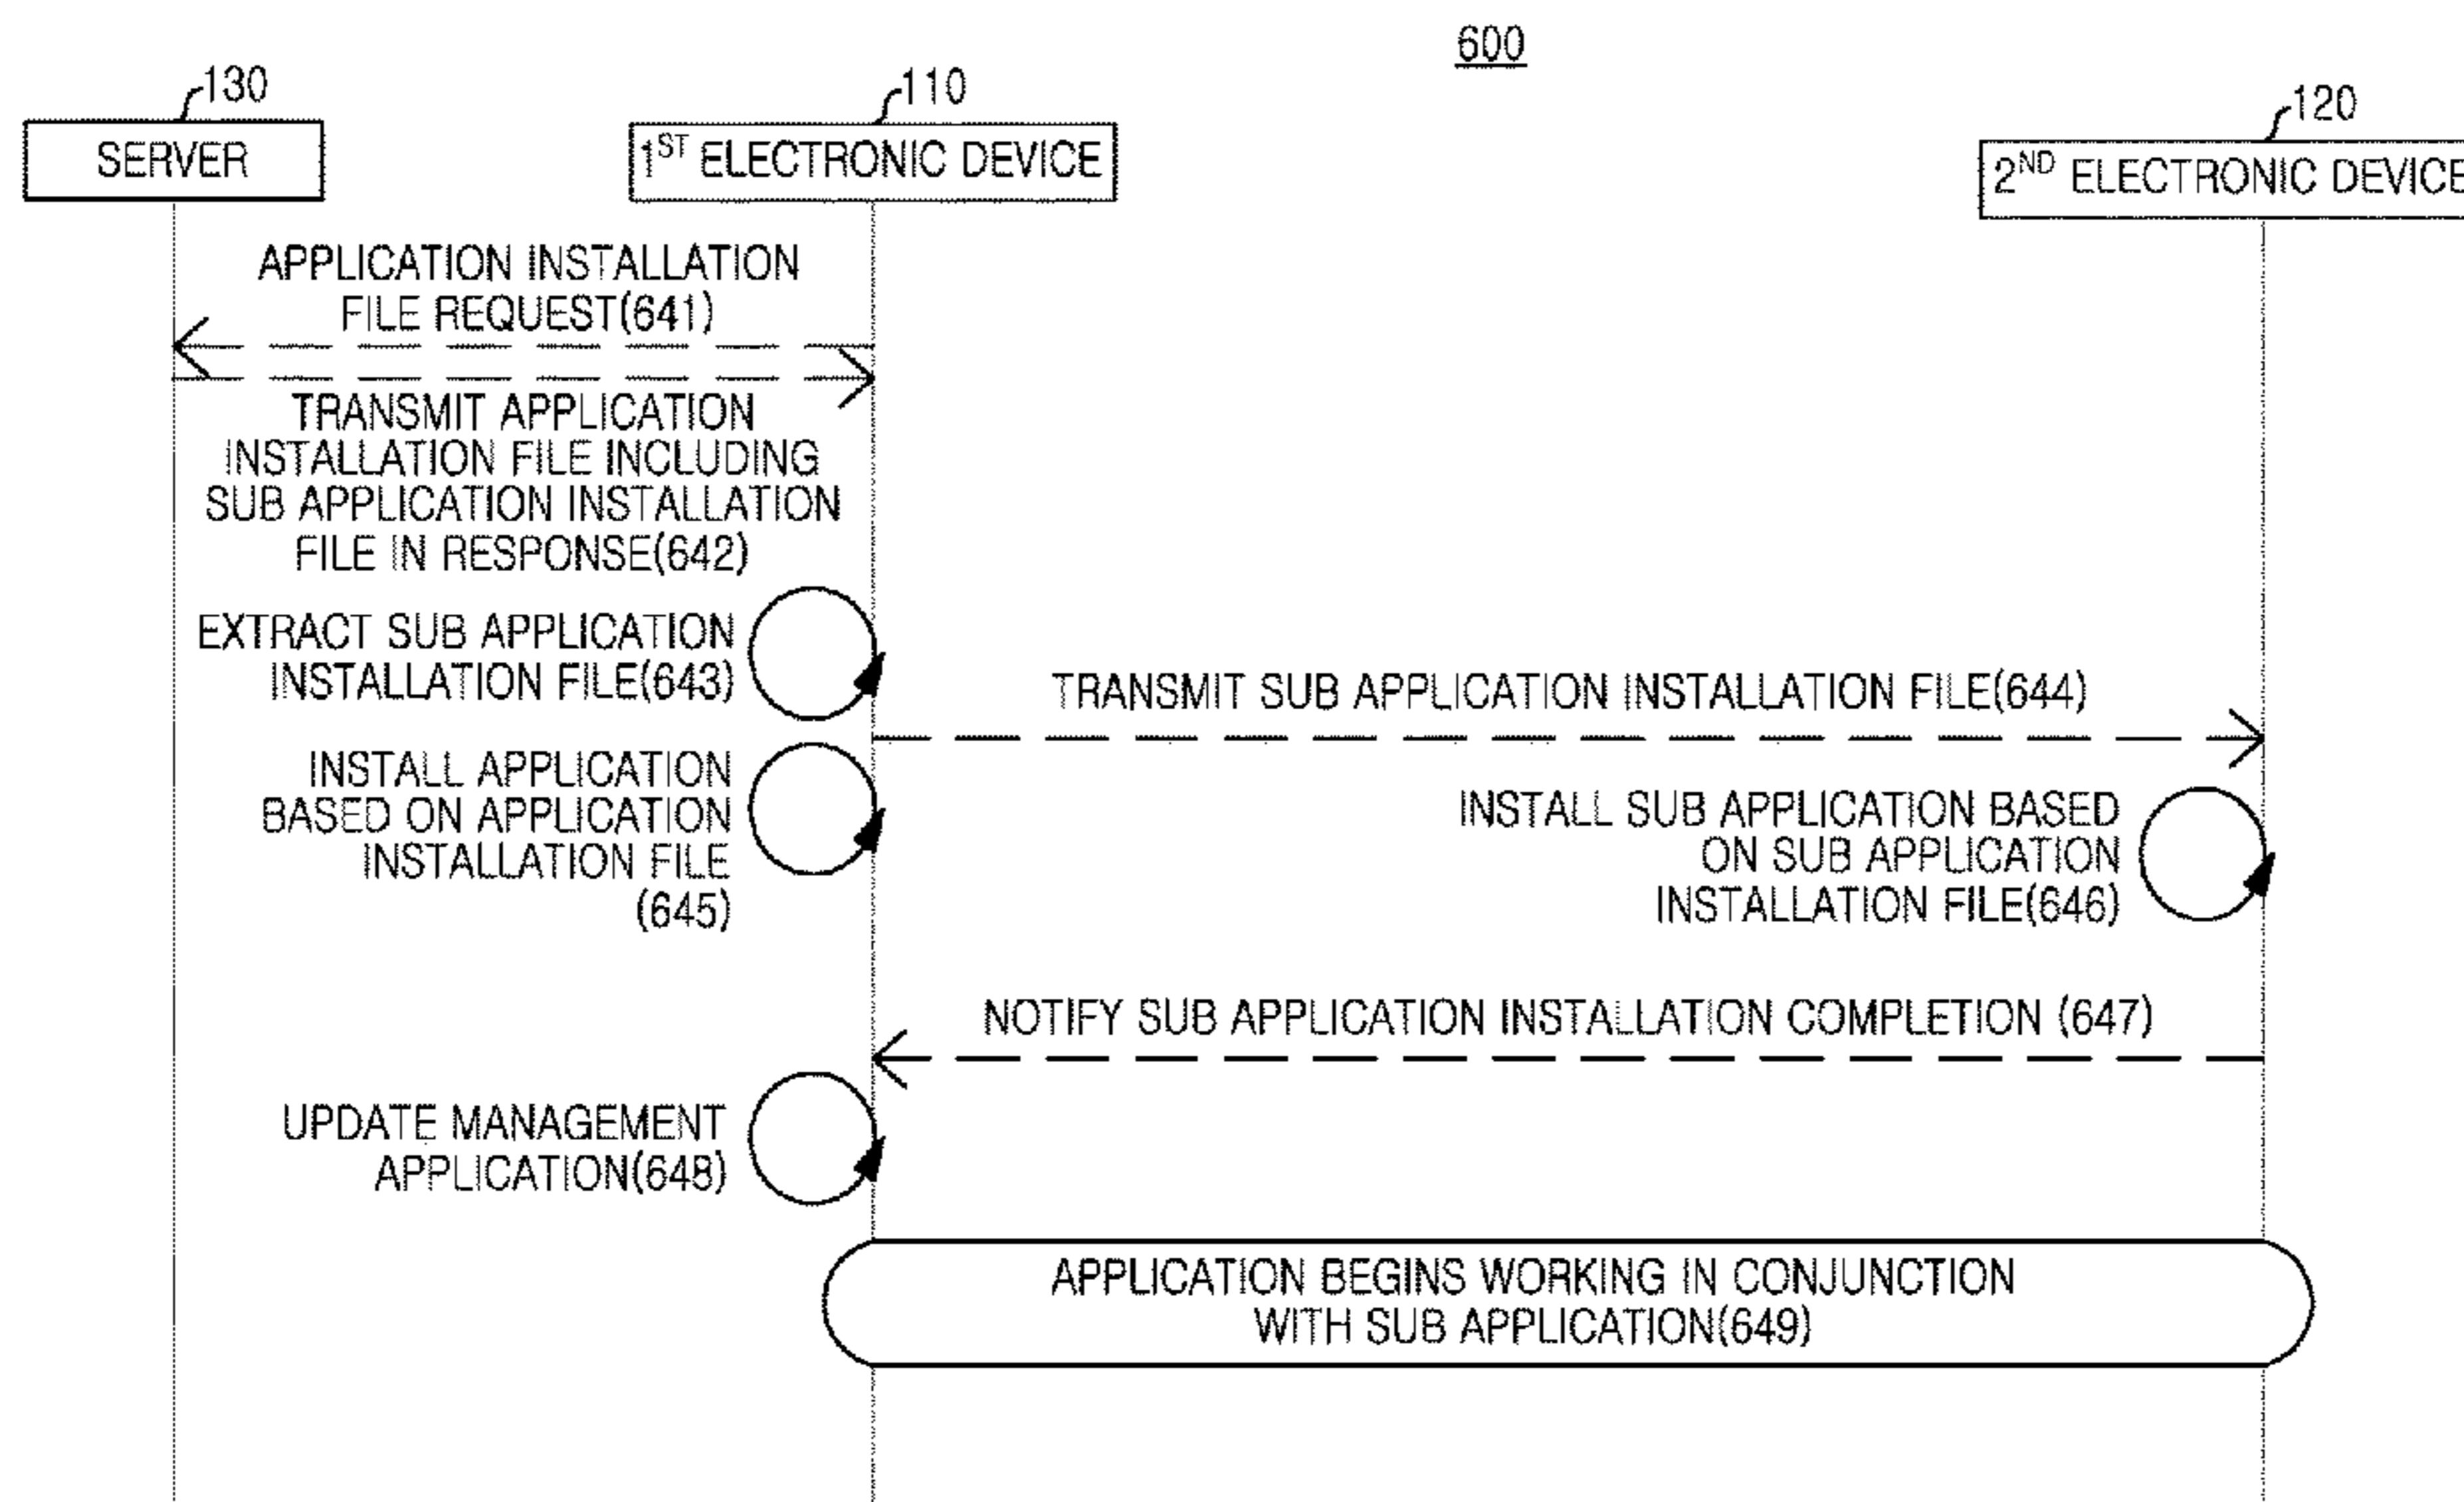 600
130
110
120
SERVER
1ST ELECTRONIC DEVICE
2ND ELECTRONIC DEVICE
APPLICATION INSTALLATION
FILE REQUEST(641)
TRANSMIT APPLICATION
INSTALLATION FILE INCLUDING
SUB APPLICATION INSTALLATION
FILE IN RESPONSE(642)
EXTRACT SUB APPLICATION
INSTALLATION FILE(643)
TRANSMIT SUB APPLICATION INSTALLATION FILE(644)
INSTALL APPLICATION
BASED ON APPLICATION
INSTALLATION FILE
(645)
INSTALL SUB APPLICATION BASED
ON SUB APPLICATION
INSTALLATION FILE(646)
NOTIFY SUB APPLICATION INSTALLATION COMPLETION (647)
UPDATE MANAGEMENT
APPLICATION(648)
APPLICATION BEGINS WORKING IN CONJUNCTION
WITH SUB APPLICATION(649)